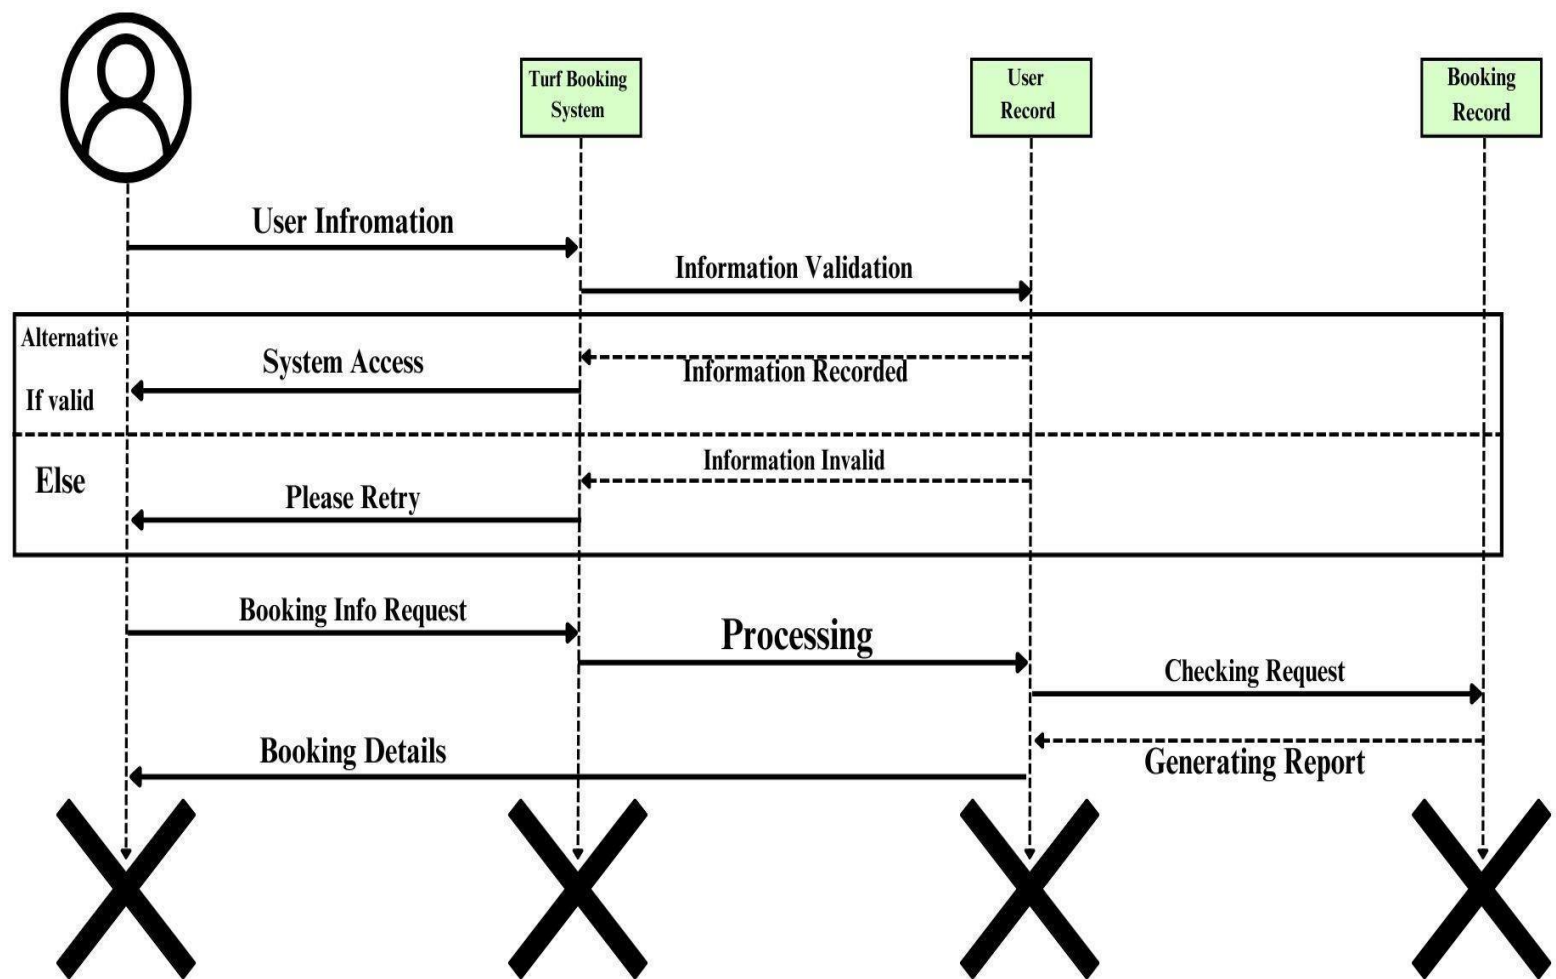 Turf Booking
System
User
Record
Booking
Record
User Infromation
Information Validation
Alternative
System Access
Information Recorded
If valid
Information Invalid
Else
Please Retry
Booking Info Request
Processing
Checking Request
Booking Details
Generating Report